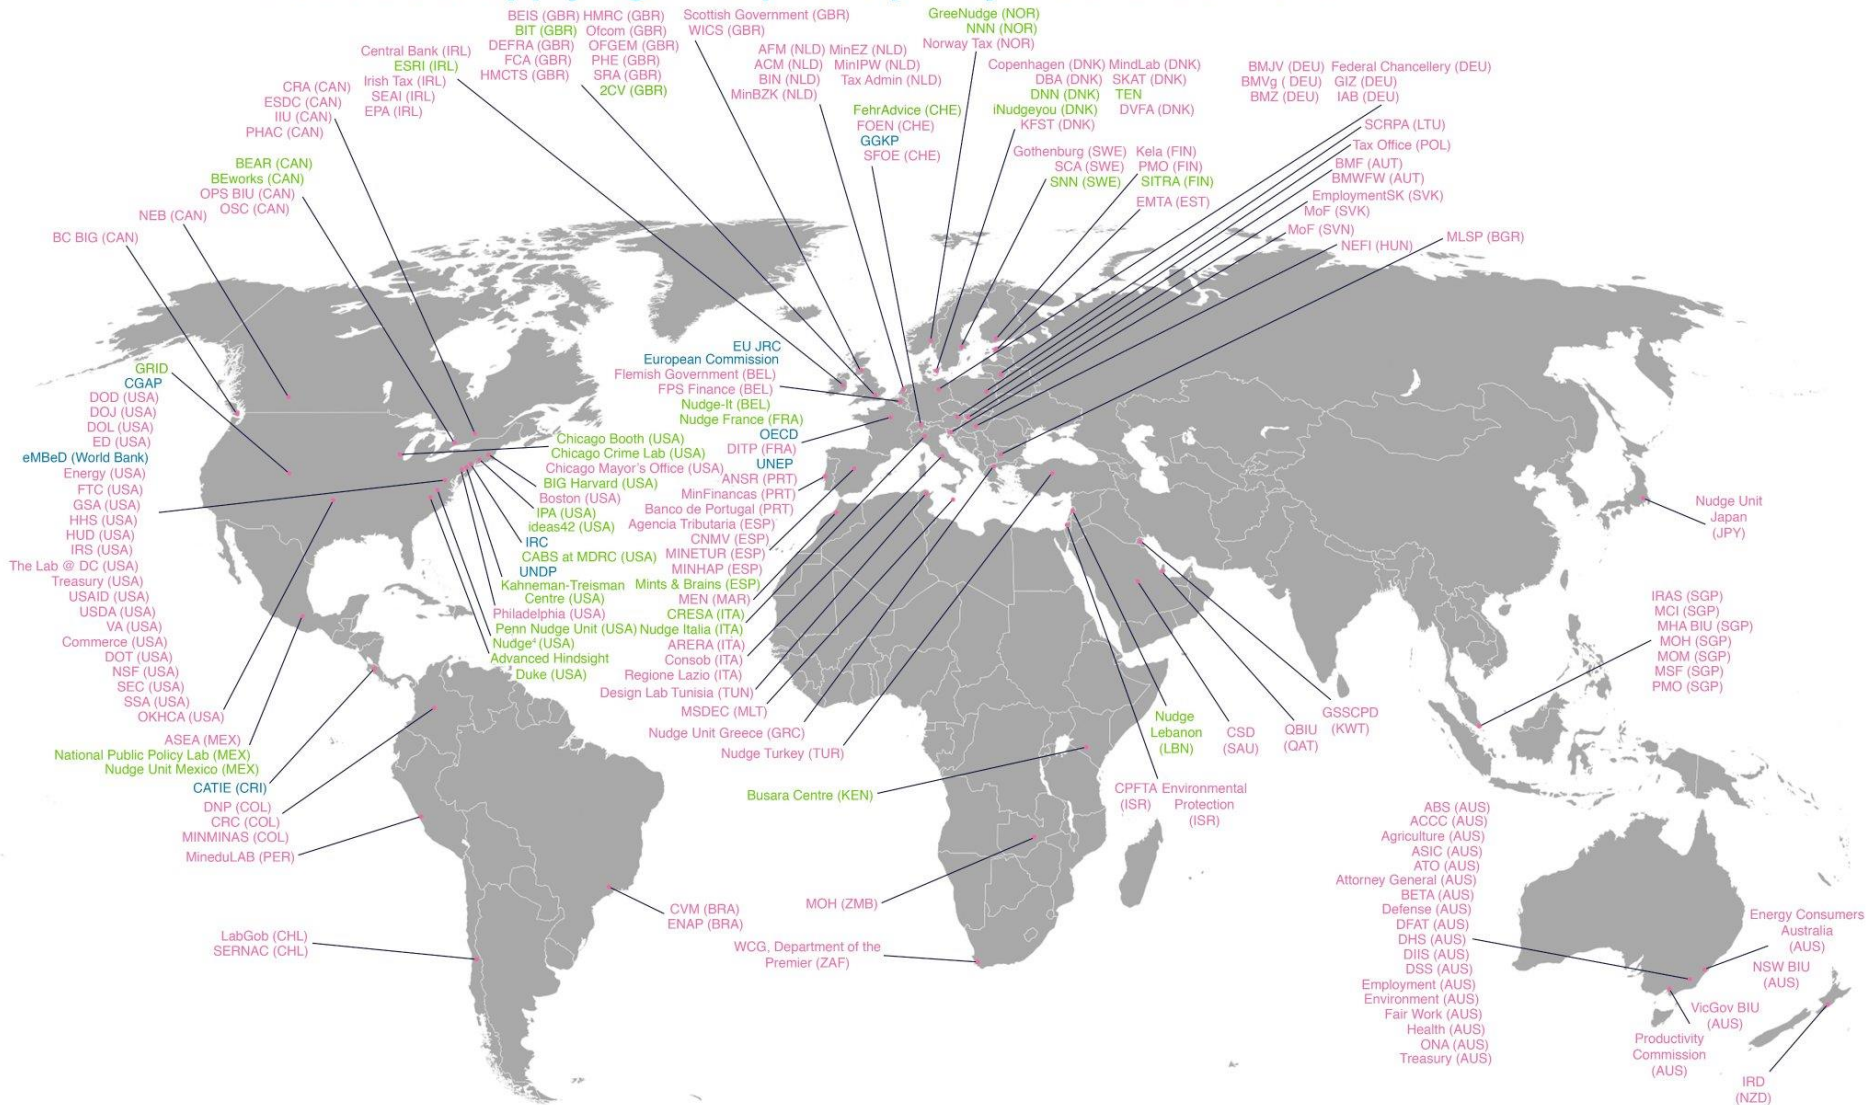 BEIS (GBR) HMRC (GBR)
BIT (GBR) Ofcom (GBR)
DEFRA (GBR) OFGEM (GBR)
FCA (GBR) PHE (GBR)
HMCTS (GBR) SRA (GBR)
2CV (GBR)
Scottish Government (GBR)
WICS (GBR)
GreeNudge (NOR)
NNN (NOR)
Norway Tax (NOR)
Central Bank (IRL)
ESRI (IRL)
Irish Tax (IRL)
SEAI (IRL)
EPA (IRL)
AFM (NLD) MinEZ (NLD)
ACM (NLD) MinIPW (NLD)
BIN (NLD) Tax Admin (NLD)
MinBZK (NLD)
Copenhagen (DNK) MindLab (DNK)
DBA (DNK) SKAT (DNK)
DNN (DNK) TEN
iNudgeyou (DNK) DVFA (DNK)
KFST (DNK)
BMJV (DEU) Federal Chancellery (DEU)
BMVg ( DEU) GIZ (DEU)
BMZ (DEU) IAB (DEU)
CRA (CAN)
ESDC (CAN)
IIU (CAN)
PHAC (CAN)
FehrAdvice (CHE)
FOEN (CHE)
GGKP
SFOE (CHE)
Gothenburg (SWE) Kela (FIN)
SCA (SWE) PMO (FIN)
SNN (SWE) SITRA (FIN)
EMTA (EST)
SCRPA (LTU)
Tax Office (POL)
BMF (AUT)
BMWFW (AUT)
EmploymentSK (SVK)
MoF (SVK)
MoF (SVN)
NEFI (HUN)
MLSP (BGR)
BEAR (CAN)
BEworks (CAN)
OPS BIU (CAN)
OSC (CAN)
NEB (CAN)
BC BIG (CAN)
GRID
CGAP
DOD (USA)
DOJ (USA)
DOL (USA)
ED (USA)
eMBeD (World Bank)
Energy (USA)
FTC (USA)
GSA (USA)
HHS (USA)
HUD (USA)
IRS (USA)
The Lab @ DC (USA)
Treasury (USA)
USAID (USA)
USDA (USA)
VA (USA)
Commerce (USA)
DOT (USA)
NSF (USA)
SEC (USA)
SSA (USA)
OKHCA (USA)
ASEA (MEX)
National Public Policy Lab (MEX)
Nudge Unit Mexico (MEX)
CATIE (CRI)
DNP (COL)
CRC (COL)
MINMINAS (COL)
MineduLAB (PER)
LabGob (CHL)
SERNAC (CHL)
Chicago Booth (USA)
Chicago Crime Lab (USA)
Chicago Mayor's Office (USA)
BIG Harvard (USA)
Boston (USA)
IPA (USA)
ideas42 (USA)
IRC
CABS at MDRC (USA)
UNDP
Kahneman-Treisman
Centre (USA)
Philadelphia (USA)
Penn Nudge Unit (USA)
Nudge⁴ (USA)
Advanced Hindsight
Duke (USA)
EU JRC
European Commission
Flemish Government (BEL)
FPS Finance (BEL)
Nudge-It (BEL)
Nudge France (FRA)
OECD
DITP (FRA)
UNEP
ANSR (PRT)
MinFinancas (PRT)
Banco de Portugal (PRT)
Agencia Tributaria (ESP)
CNMV (ESP)
MINETUR (ESP)
MINHAP (ESP)
Mints & Brains (ESP)
MEN (MAR)
CRESA (ITA)
Nudge Italia (ITA)
ARERA (ITA)
Consob (ITA)
Regione Lazio (ITA)
Design Lab Tunisia (TUN)
MSDEC (MLT)
Nudge Unit Greece (GRC)
Nudge Turkey (TUR)
Busara Centre (KEN)
MOH (ZMB)
WCG, Department of the
Premier (ZAF)
CVM (BRA)
ENAP (BRA)
Nudge
Lebanon
(LBN)
CPFTA
(ISR)
Environmental
Protection
(ISR)
CSD
(SAU)
QBIU
(QAT)
GSSCPD
(KWT)
Nudge Unit
Japan
(JPY)
IRAS (SGP)
MCI (SGP)
MHA BIU (SGP)
MOH (SGP)
MOM (SGP)
MSF (SGP)
PMO (SGP)
ABS (AUS)
ACCC (AUS)
Agriculture (AUS)
ASIC (AUS)
ATO (AUS)
Attorney General (AUS)
BETA (AUS)
Defense (AUS)
DFAT (AUS)
DHS (AUS)
DIIS (AUS)
DSS (AUS)
Employment (AUS)
Environment (AUS)
Fair Work (AUS)
Health (AUS)
ONA (AUS)
Treasury (AUS)
Energy Consumers
Australia
(AUS)
NSW BIU
(AUS)
VicGov BIU
(AUS)
Productivity
Commission
(AUS)
IRD
(NZD)